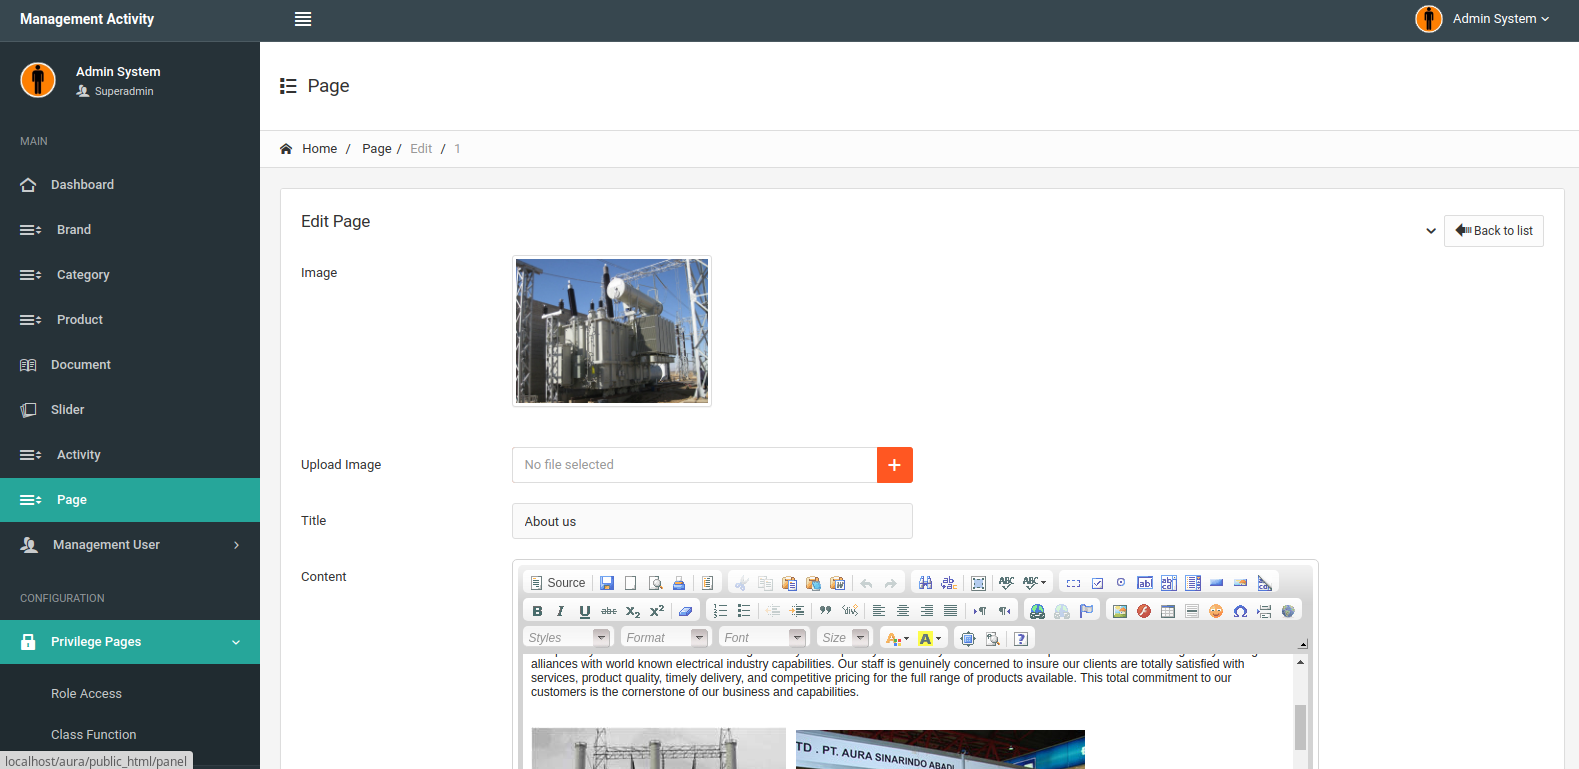 Management Activity
Admin System
Admin System
Superadmin
MAIN
Dashboard
Brand
Category
Product
Document
Slider
Activity
Page
Management User
CONFIGURATION
Privilege Pages
Role Access
Class Function
localhost/aura/public_html/panel
Page
Home / Page / Edit / 1
Edit Page
Back to list
Image
Upload Image
No file selected
Title
About us
Content
Source
Styles
Format
Font
Size
alliances with world known electrical industry capabilities. Our staff is genuinely concerned to insure our clients are totally satisfied with
services, product quality, timely delivery, and competitive pricing for the full range of products available. This total commitment to our
customers is the cornerstone of our business and capabilities.
TD . PT. AURA SINARINDO ABADI